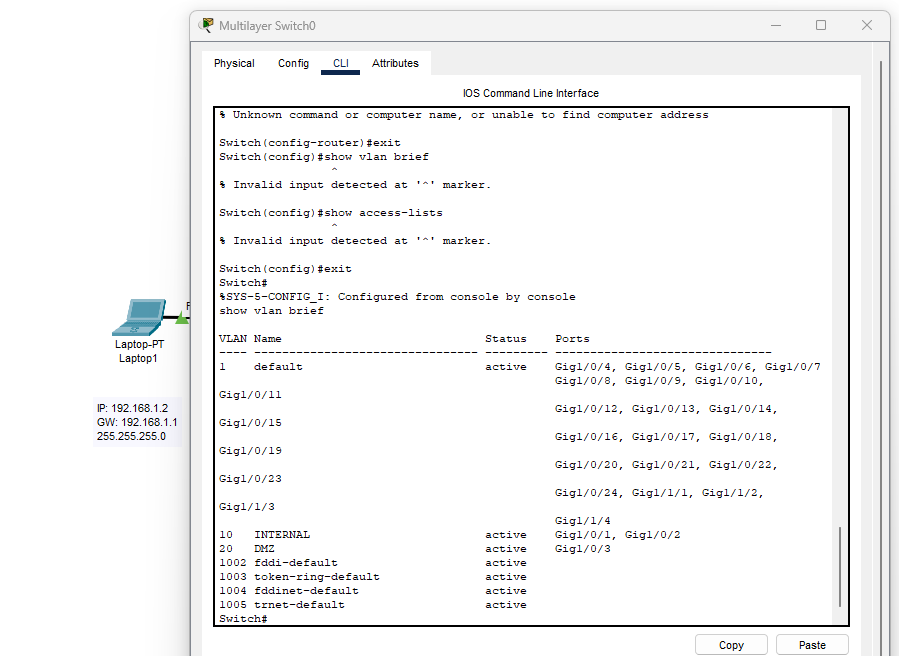 Multilayer Switch0
Physical Config CLI Attributes
IOS Command Line Interface
% Unknown command or computer name, or unable to find computer address
Switch(config-router)#exit
Switch(config)#show vlan brief
^
% Invalid input detected at '^' marker.
Switch(config)#show access-lists
^
% Invalid input detected at '^' marker.
Switch(config)#exit
Switch#
%SYS-5-CONFIG_I: Configured from console by console
show vlan brief
VLAN Name Status Ports
---- -------------------------------- --------- -------------------------------
1 default active Gig1/0/4, Gig1/0/5, Gig1/0/6, Gig1/0/7
Gig1/0/8, Gig1/0/9, Gig1/0/10,
Gig1/0/11
Gig1/0/12, Gig1/0/13, Gig1/0/14,
Gig1/0/15
Gig1/0/16, Gig1/0/17, Gig1/0/18,
Gig1/0/19
Gig1/0/20, Gig1/0/21, Gig1/0/22,
Gig1/0/23
Gig1/0/24, Gig1/1/1, Gig1/1/2,
Gig1/1/3
Gig1/1/4
10 INTERNAL active Gig1/0/1, Gig1/0/2
20 DMZ active Gig1/0/3
1002 fddi-default active
1003 token-ring-default active
1004 fddinet-default active
1005 trnet-default active
Switch#
Copy Paste
Laptop-PT
Laptop1
IP: 192.168.1.2
GW: 192.168.1.1
255.255.255.0